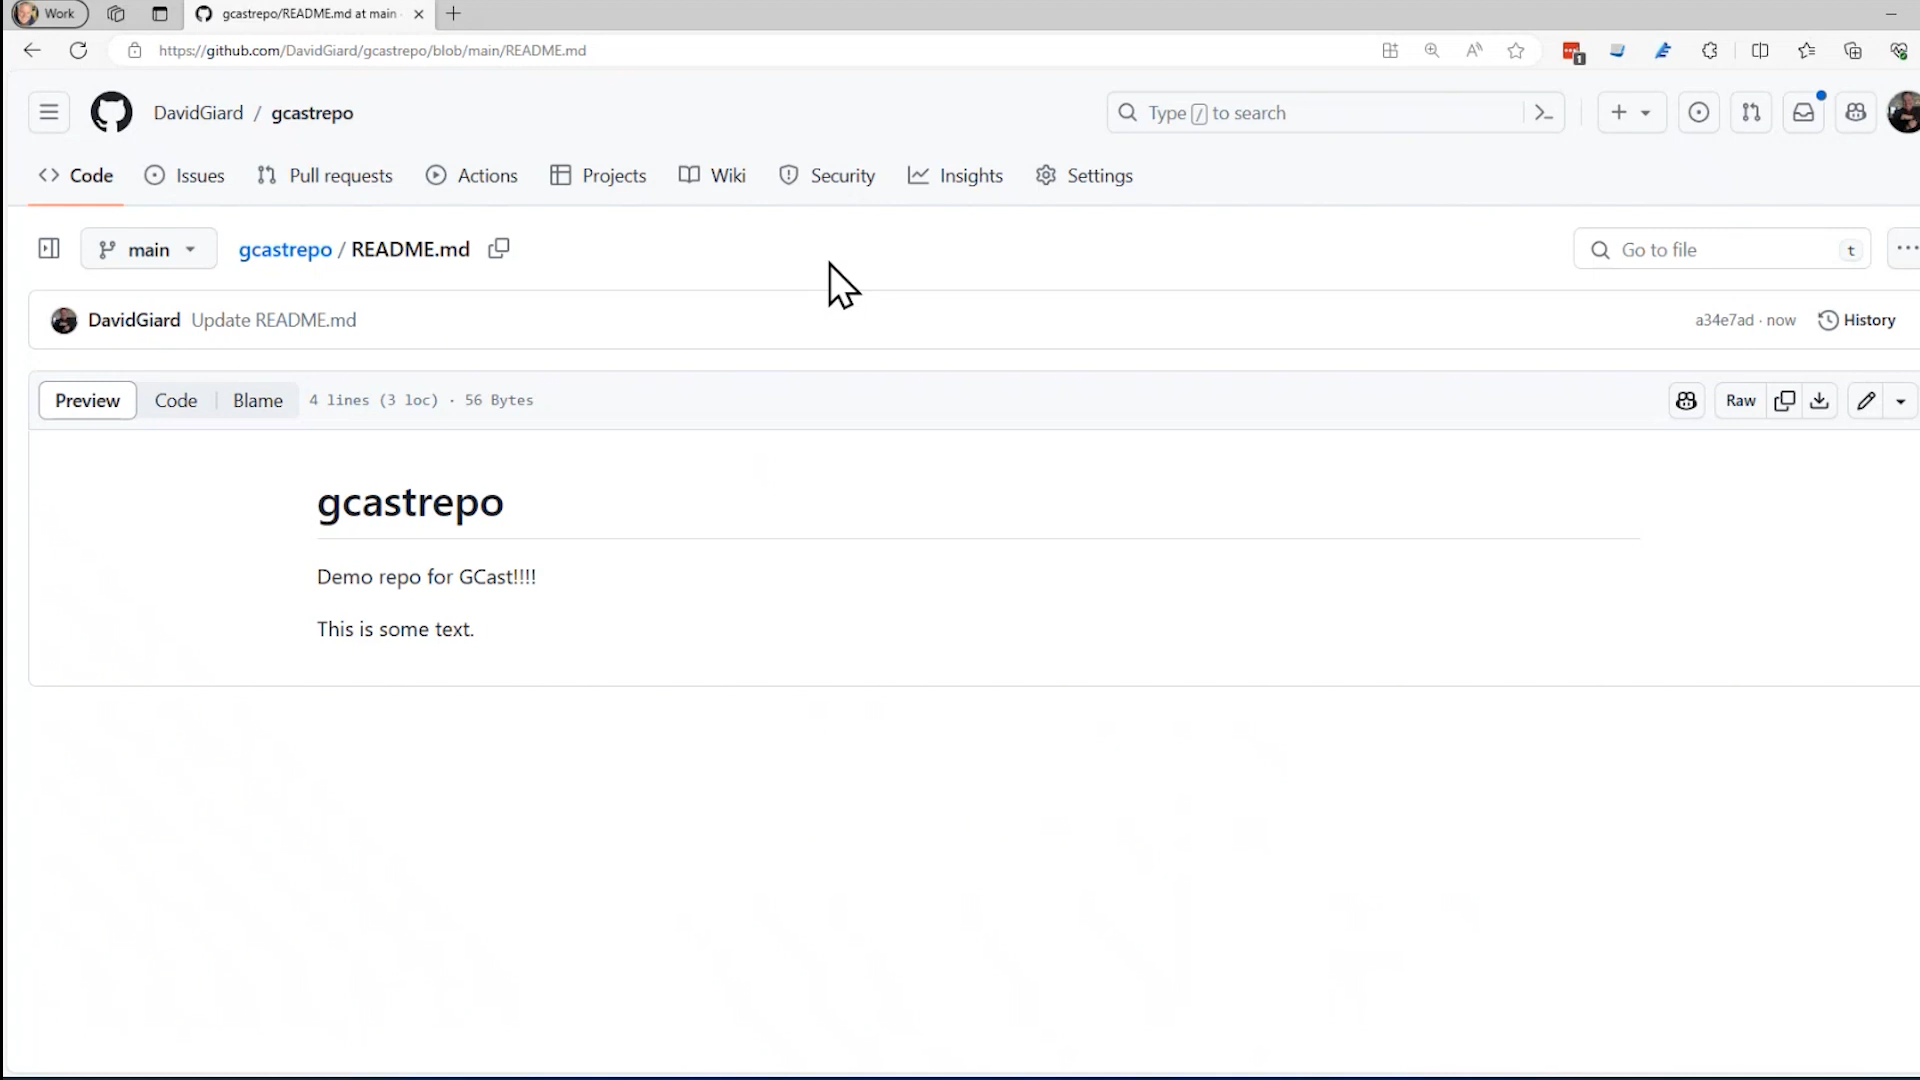 Work
gcastrepo/README.md at main
https://github.com/DavidGiard/gcastrepo/blob/main/README.md
1
DavidGiard / gcastrepo
Type / to search
Code Issues Pull requests Actions Projects Wiki Security Insights Settings
main gcastrepo / README.md
Go to file t
DavidGiard Update README.md
a34e7ad · now History
Preview Code Blame 4 lines (3 loc) · 56 Bytes
Raw
gcastrepo
Demo repo for GCast!!!!
This is some text.